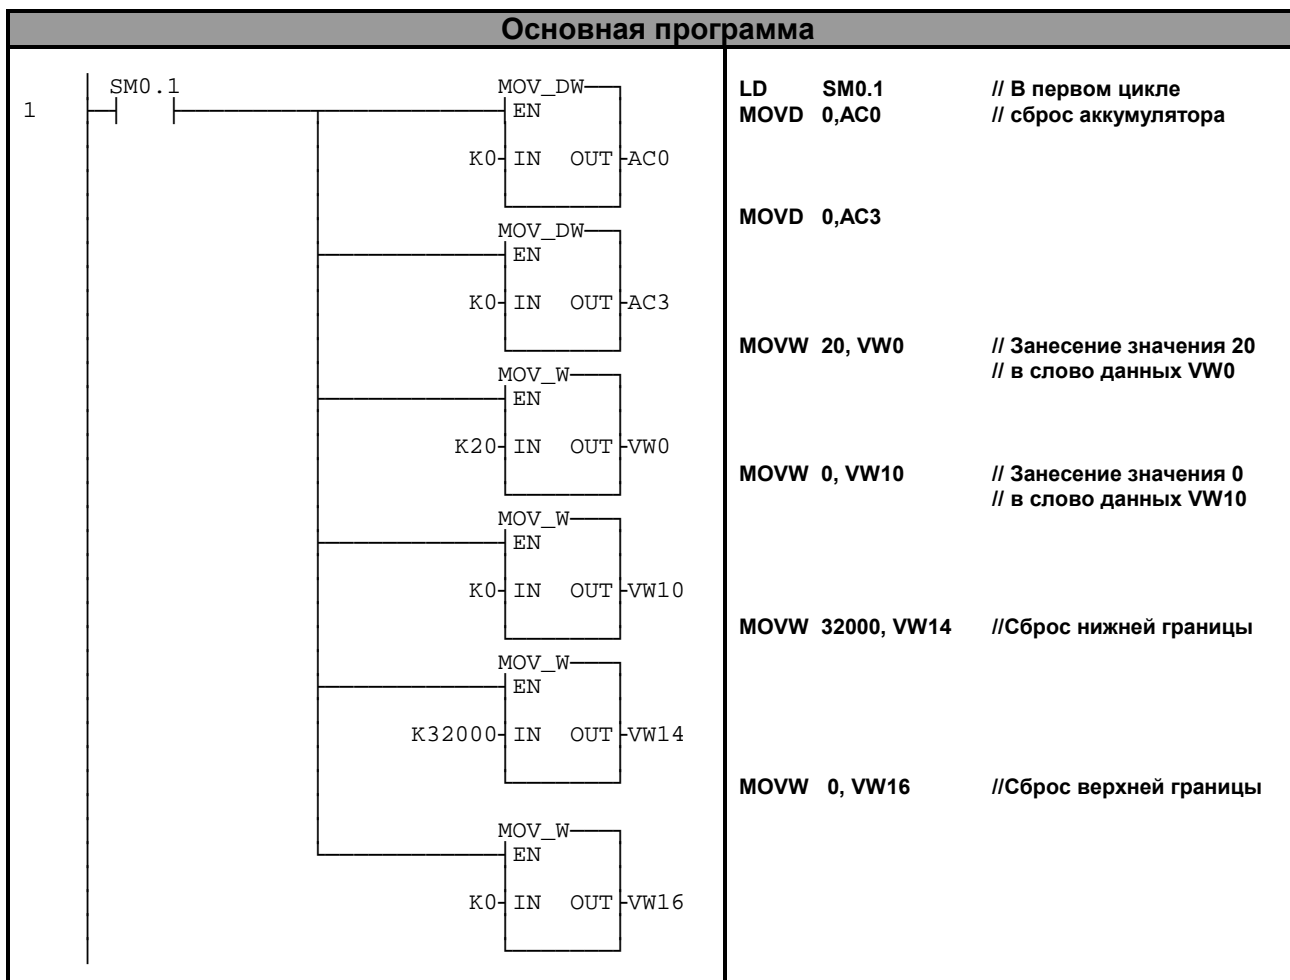 Основная программа
1
SM0.1
MOV_DW
EN
K0 IN OUT AC0
MOV_DW
EN
K0 IN OUT AC3
MOV_W
EN
K20 IN OUT VW0
MOV_W
EN
K0 IN OUT VW10
MOV_W
EN
K32000 IN OUT VW14
MOV_W
EN
K0 IN OUT VW16
LD SM0.1 // В первом цикле
MOVD 0,AC0 // сброс аккумулятора
MOVD 0,AC3
MOVW 20, VW0 // Занесение значения 20
// в слово данных VW0
MOVW 0, VW10 // Занесение значения 0
// в слово данных VW10
MOVW 32000, VW14 //Сброс нижней границы
MOVW 0, VW16 //Сброс верхней границы